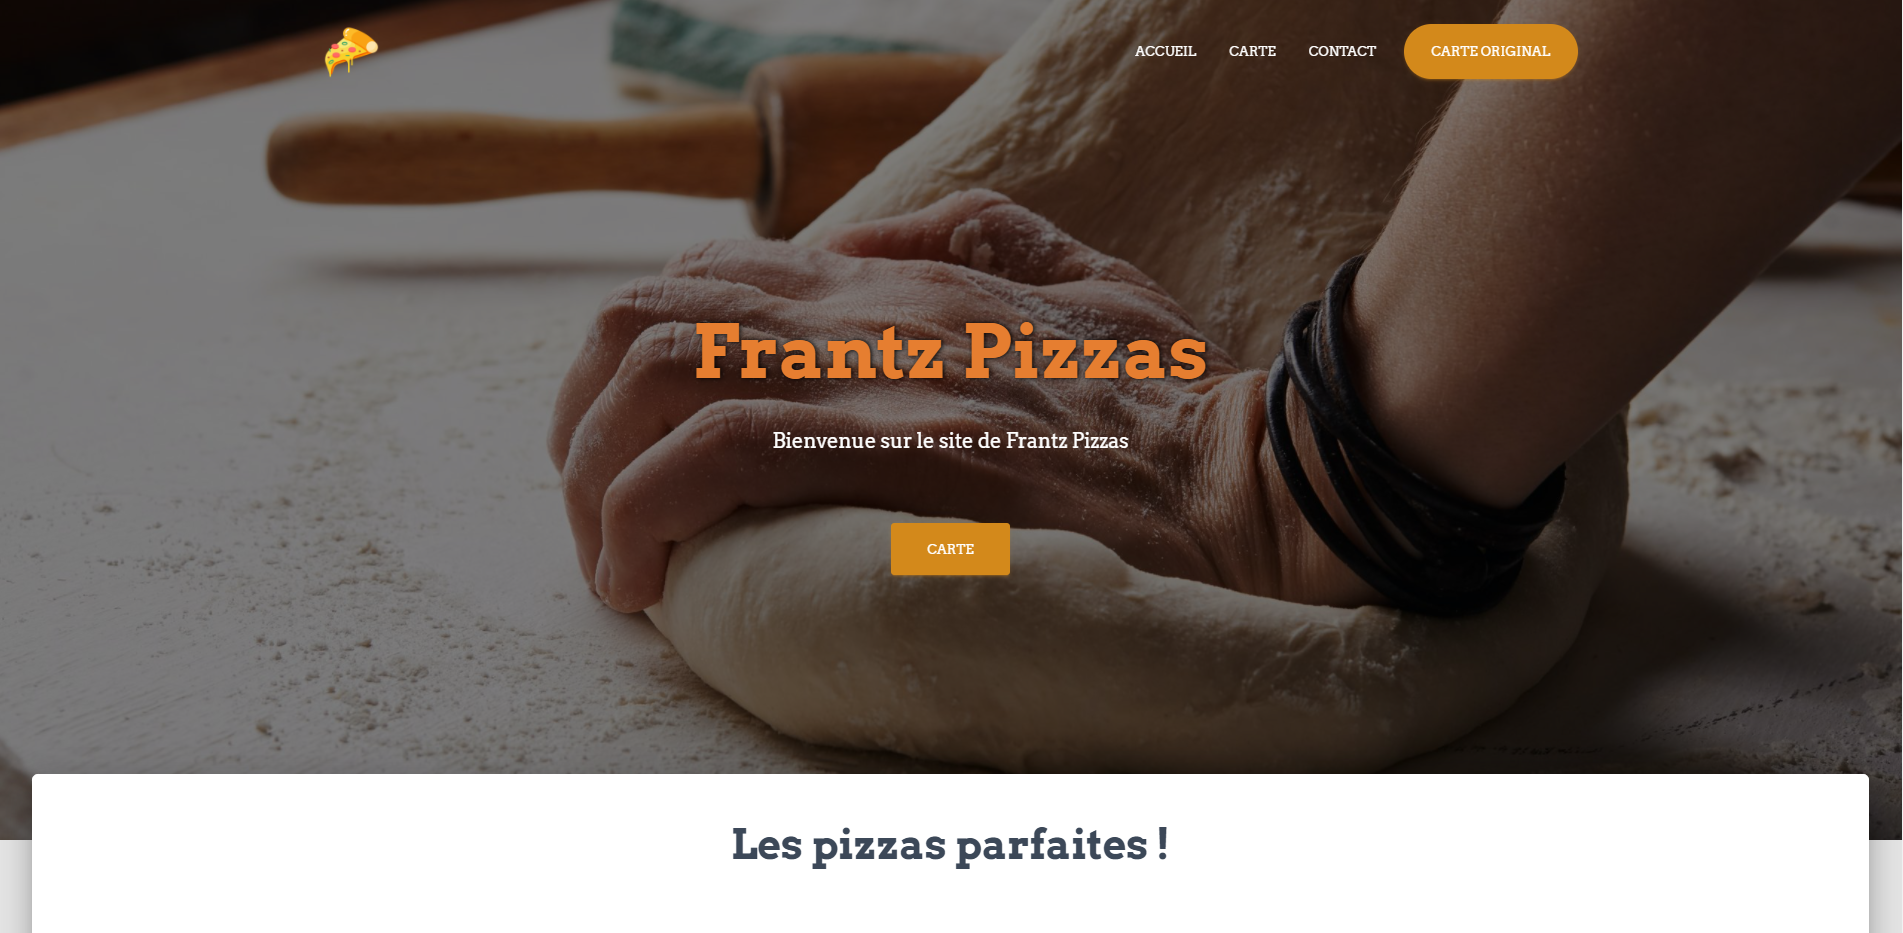 ACCUEIL CARTE CONTACT CARTE ORIGINAL
Frantz Pizzas
Bienvenue sur le site de Frantz Pizzas
CARTE
Les pizzas parfaites !